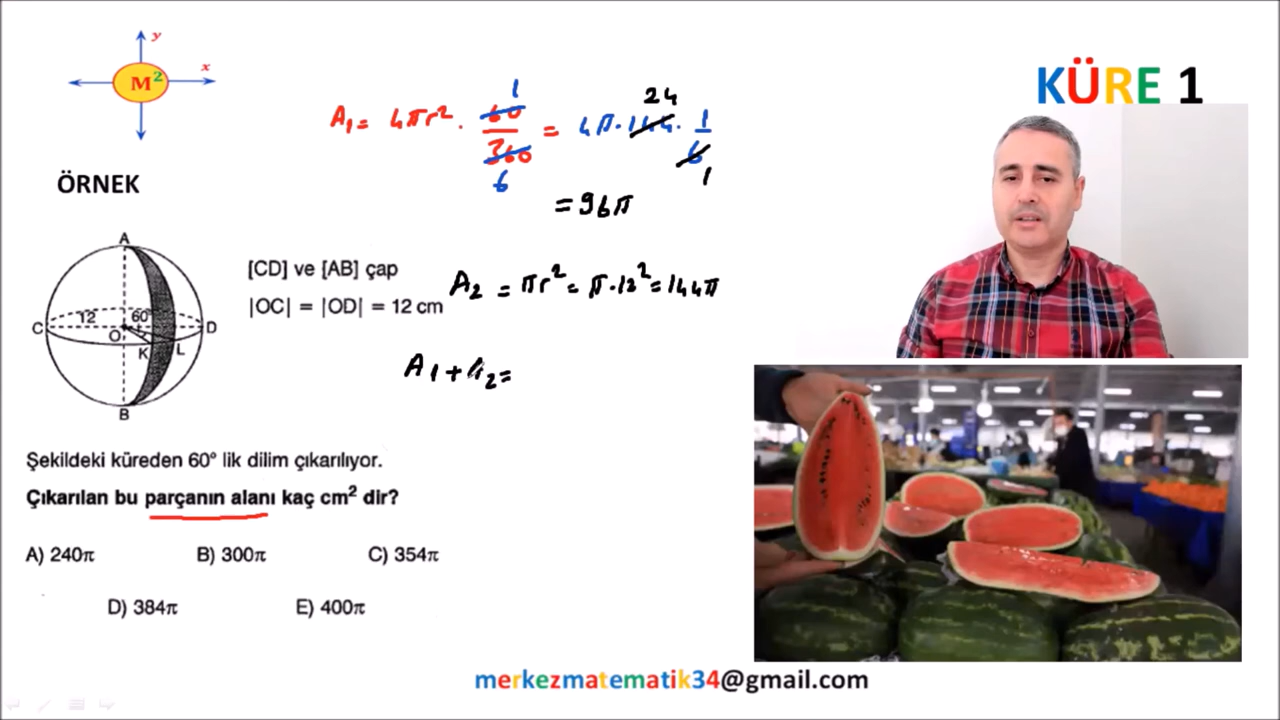 y
x
M²
KÜRE 1
A₁ = 4πr² · 60/360 = 4π·144 · 1/6
1
6
24
1
= 96π
ÖRNEK
A
C
12
60°
O
K
L
D
B
[CD] ve [AB] çap
|OC| = |OD| = 12 cm
A₂ = πr² = π·12² = 144π
A₁ + A₂ =
Şekildeki küreden 60° lik dilim çıkarılıyor.
Çıkarılan bu parçanın alanı kaç cm² dir?
A) 240π B) 300π C) 354π
D) 384π E) 400π
merkezmatematik34@gmail.com